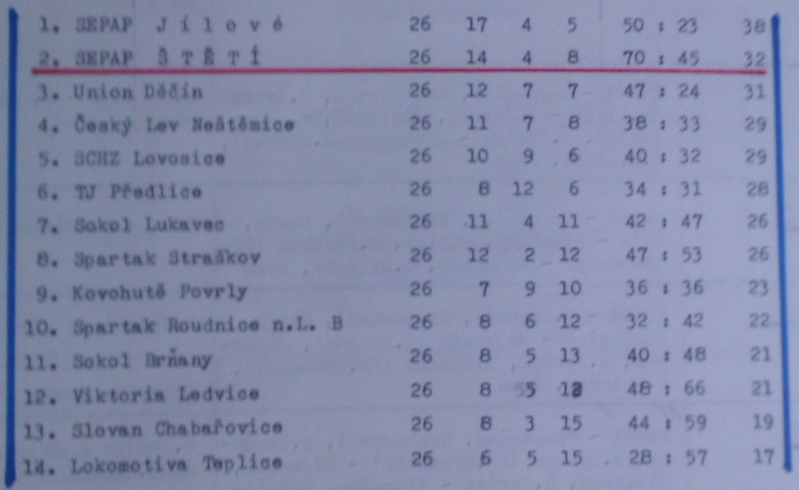 1. SEPAP Jílové 26 17 4 5 50 : 23 38
2. SEPAP ŠTĚTÍ 26 14 4 8 70 : 45 32
3. Union Děčín 26 12 7 7 47 : 24 31
4. Český Lev Neštěmice 26 11 7 8 38 : 33 29
5. SCHZ Lovosice 26 10 9 6 40 : 32 29
6. TJ Předlice 26 8 12 6 34 : 31 28
7. Sokol Lukavec 26 11 4 11 42 : 47 26
8. Spartak Straškov 26 12 2 12 47 : 53 26
9. Kovohutě Povrly 26 7 9 10 36 : 36 23
10. Spartak Roudnice n.L. B 26 8 6 12 32 : 42 22
11. Sokol Brňany 26 8 5 13 40 : 48 21
12. Viktoria Ledvice 26 8 5 48 : 66 21
13. Slovan Chabařovice 26 8 3 15 44 : 59 19
14. Lokomotiva Teplice 26 6 5 15 28 : 57 17